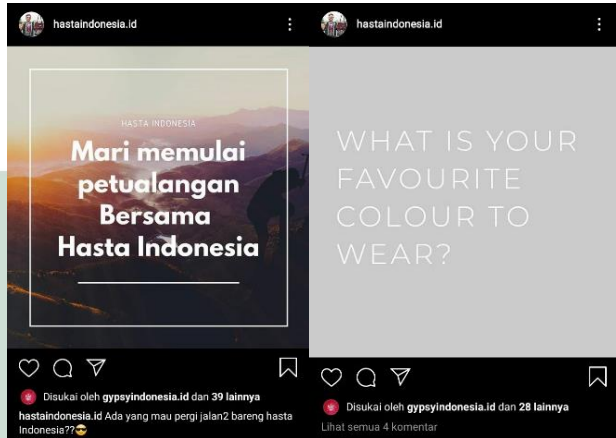 hastaindonesia.id
HASTA INDONESIA
Mari memulai
petualangan
Bersama
Hasta Indonesia
Disukai oleh gypsyindonesia.id dan 39 lainnya
hastaindonesia.id Ada yang mau pergi jalan2 bareng hasta
Indonesia??😎
hastaindonesia.id
WHAT IS YOUR
FAVOURITE
COLOUR TO
WEAR?
Disukai oleh gypsyindonesia.id dan 28 lainnya
Lihat semua 4 komentar